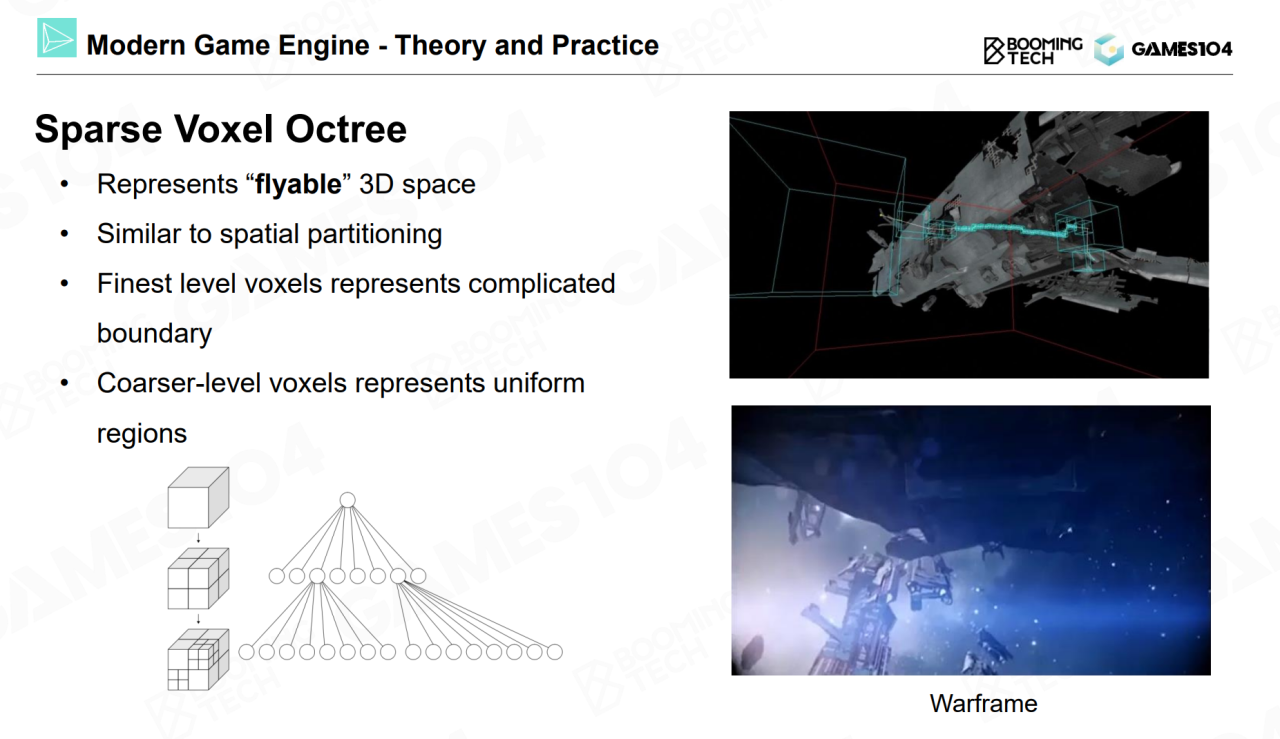 Modern Game Engine - Theory and Practice
BOOMING
TECH
GAMES104
Sparse Voxel Octree
• Represents “flyable” 3D space
• Similar to spatial partitioning
• Finest level voxels represents complicated
boundary
• Coarser-level voxels represents uniform
regions
Warframe